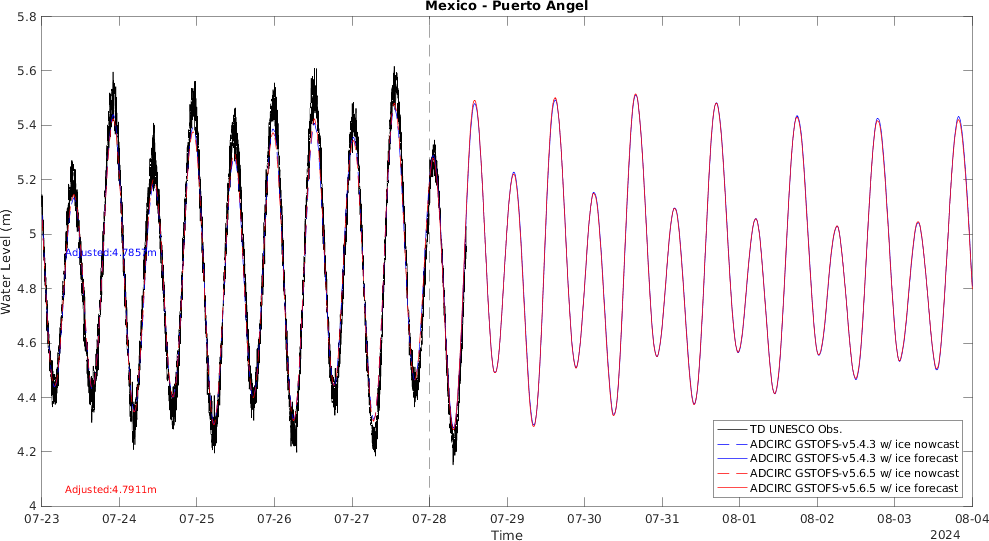 Mexico - Puerto Angel
Water Level (m)
5.8
5.6
5.4
5.2
5
4.8
4.6
4.4
4.2
4
Adjusted:4.7857m
Adjusted:4.7911m
TD UNESCO Obs.
ADCIRC GSTOFS-v5.4.3 w/ ice nowcast
ADCIRC GSTOFS-v5.4.3 w/ ice forecast
ADCIRC GSTOFS-v5.6.5 w/ ice nowcast
ADCIRC GSTOFS-v5.6.5 w/ ice forecast
07-23 07-24 07-25 07-26 07-27 07-28 07-29 07-30 07-31 08-01 08-02 08-03 08-04
Time
2024